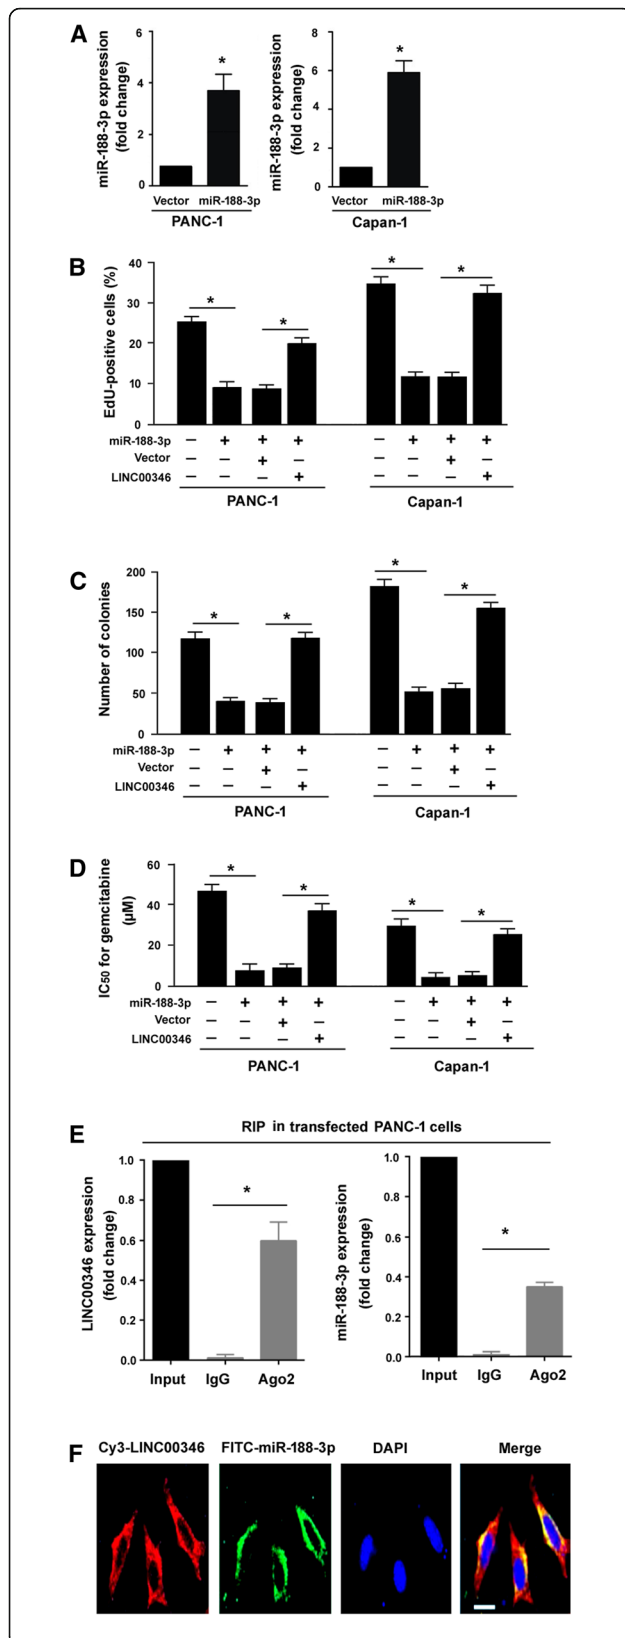 A
miR-188-3p expression
(fold change)
6
4
2
0
*
Vector miR-188-3p
PANC-1
miR-188-3p expression
(fold change)
8
6
4
2
0
*
Vector miR-188-3p
Capan-1
B
EdU-positive cells (%)
40
30
20
10
0
* * * *
miR-188-3p − + + + − + + +
Vector − − + − − − + −
LINC00346 − − − + − − − +
PANC-1 Capan-1
C
Number of colonies
200
150
100
50
0
* * * *
miR-188-3p − + + + − + + +
Vector − − + − − − + −
LINC00346 − − − + − − − +
PANC-1 Capan-1
D
IC50 for gemcitabine
(µM)
60
40
20
0
* * * *
miR-188-3p − + + + − + + +
Vector − − + − − − + −
LINC00346 − − − + − − − +
PANC-1 Capan-1
E
RIP in transfected PANC-1 cells
LINC00346 expression
(fold change)
1.0
0.8
0.6
0.4
0.2
0.0
*
Input IgG Ago2
miR-188-3p expression
(fold change)
1.0
0.8
0.6
0.4
0.2
0.0
*
Input IgG Ago2
F
Cy3-LINC00346 FITC-miR-188-3p DAPI Merge